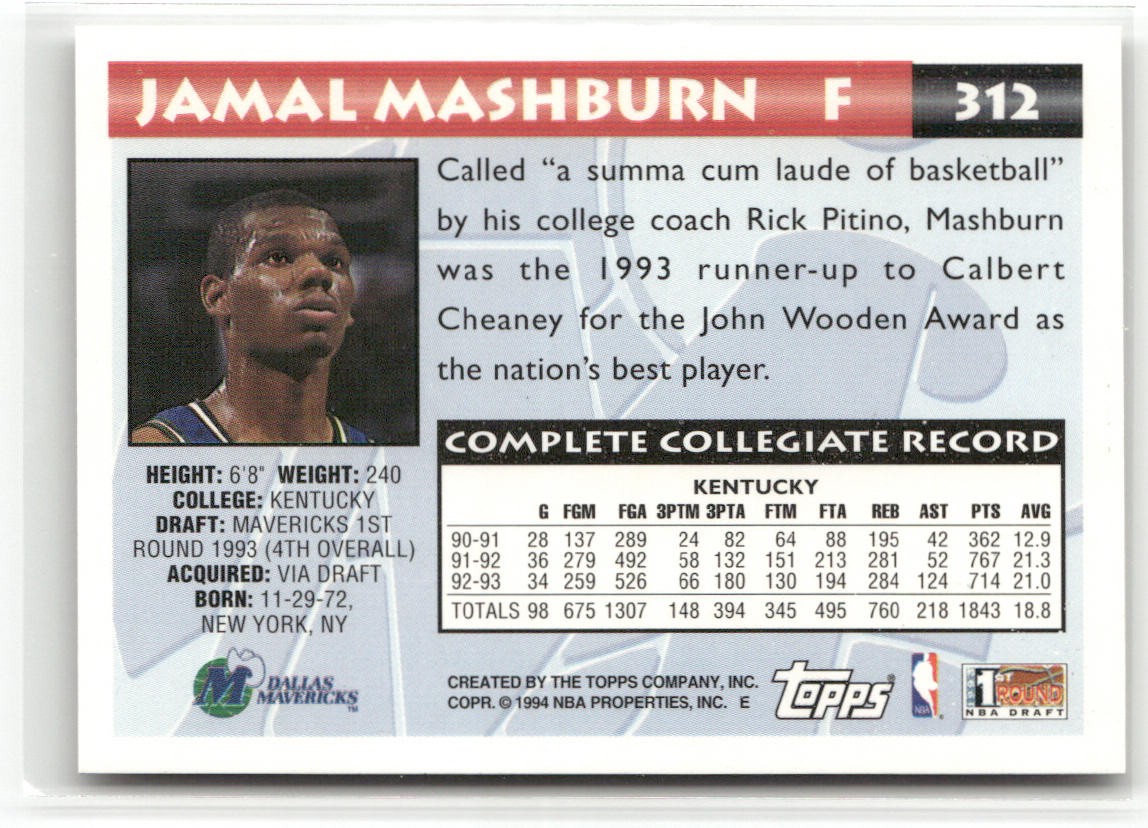 JAMAL MASHBURN F 312
Called “a summa cum laude of basketball”
by his college coach Rick Pitino, Mashburn
was the 1993 runner-up to Calbert
Cheaney for the John Wooden Award as
the nation's best player.
HEIGHT: 6'8" WEIGHT: 240
COLLEGE: KENTUCKY
DRAFT: MAVERICKS 1ST
ROUND 1993 (4TH OVERALL)
ACQUIRED: VIA DRAFT
BORN: 11-29-72,
NEW YORK, NY
COMPLETE COLLEGIATE RECORD
KENTUCKY
G FGM FGA 3PTM 3PTA FTM FTA REB AST PTS AVG
90-91 28 137 289 24 82 64 88 195 42 362 12.9
91-92 36 279 492 58 132 151 213 281 52 767 21.3
92-93 34 259 526 66 180 130 194 284 124 714 21.0
TOTALS 98 675 1307 148 394 345 495 760 218 1843 18.8
M DALLAS
MAVERICKS
TM
CREATED BY THE TOPPS COMPANY, INC.
COPR. © 1994 NBA PROPERTIES, INC. E
TOPPS®
NBA
1ST
ROUND
NBA DRAFT